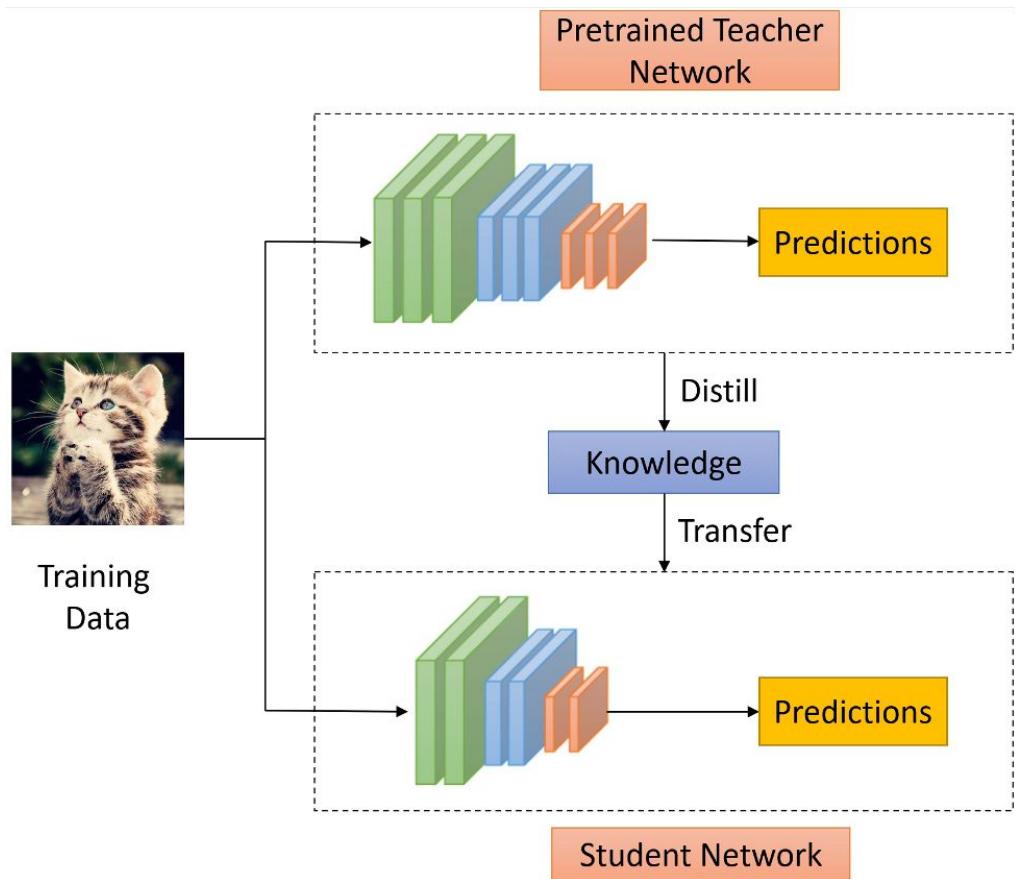 Pretrained Teacher
Network
Predictions
Distill
Knowledge
Transfer
Training
Data
Predictions
Student Network